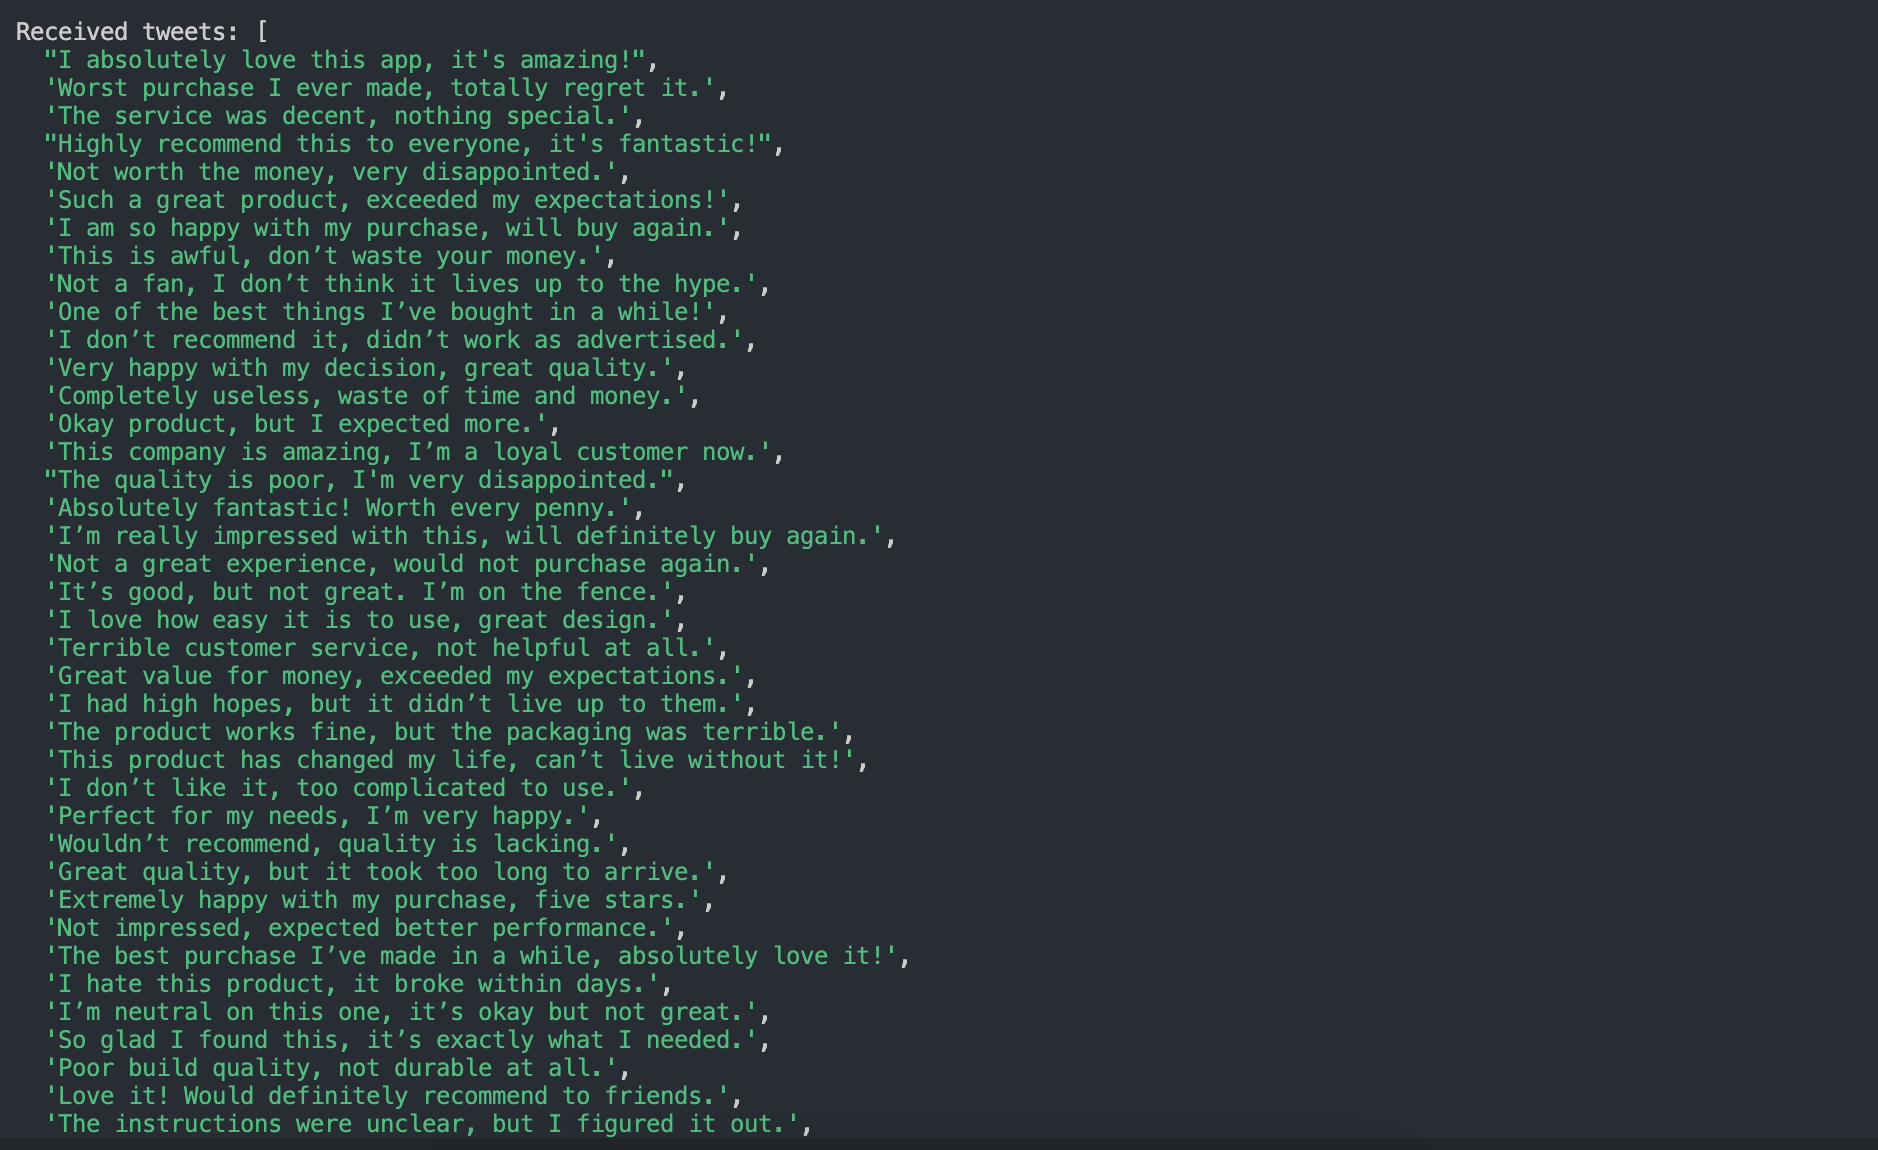 Received tweets: [
"I absolutely love this app, it's amazing!",
'Worst purchase I ever made, totally regret it.',
'The service was decent, nothing special.',
"Highly recommend this to everyone, it's fantastic!",
'Not worth the money, very disappointed.',
'Such a great product, exceeded my expectations!',
'I am so happy with my purchase, will buy again.',
'This is awful, don’t waste your money.',
'Not a fan, I don’t think it lives up to the hype.',
'One of the best things I’ve bought in a while!',
'I don’t recommend it, didn’t work as advertised.',
'Very happy with my decision, great quality.',
'Completely useless, waste of time and money.',
'Okay product, but I expected more.',
'This company is amazing, I’m a loyal customer now.',
"The quality is poor, I'm very disappointed.",
'Absolutely fantastic! Worth every penny.',
'I’m really impressed with this, will definitely buy again.',
'Not a great experience, would not purchase again.',
'It’s good, but not great. I’m on the fence.',
'I love how easy it is to use, great design.',
'Terrible customer service, not helpful at all.',
'Great value for money, exceeded my expectations.',
'I had high hopes, but it didn’t live up to them.',
'The product works fine, but the packaging was terrible.',
'This product has changed my life, can’t live without it!',
'I don’t like it, too complicated to use.',
'Perfect for my needs, I’m very happy.',
'Wouldn’t recommend, quality is lacking.',
'Great quality, but it took too long to arrive.',
'Extremely happy with my purchase, five stars.',
'Not impressed, expected better performance.',
'The best purchase I’ve made in a while, absolutely love it!',
'I hate this product, it broke within days.',
'I’m neutral on this one, it’s okay but not great.',
'So glad I found this, it’s exactly what I needed.',
'Poor build quality, not durable at all.',
'Love it! Would definitely recommend to friends.',
'The instructions were unclear, but I figured it out.',